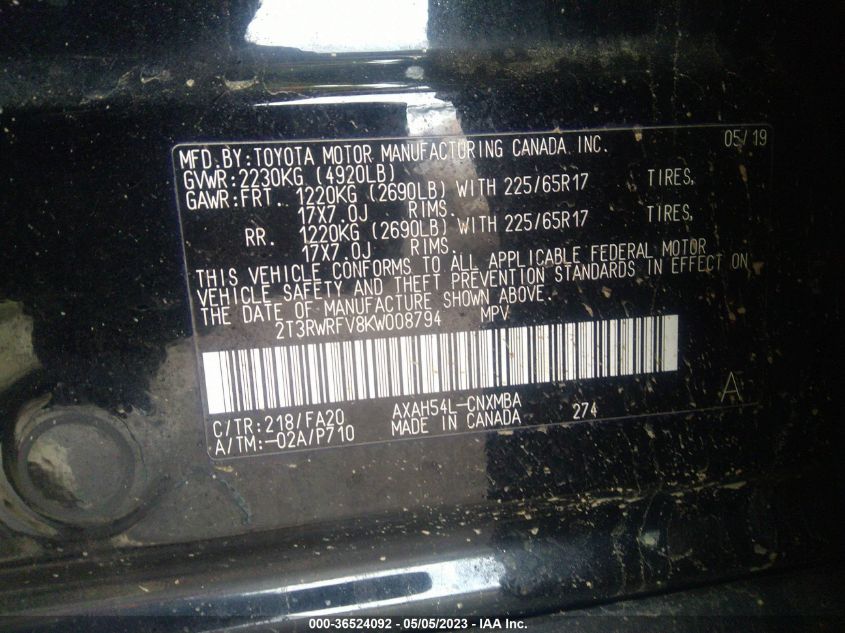 MFD.BY:TOYOTA MOTOR MANUFACTURING CANADA INC. 05/19
GVWR:2230KG (4920LB)
GAWR:FRT. 1220KG (2690LB) WITH 225/65R17 TIRES,
17X7.0J RIMS.
RR. 1220KG (2690LB) WITH 225/65R17 TIRES,
17X7.0J RIMS.
THIS VEHICLE CONFORMS TO ALL APPLICABLE FEDERAL MOTOR
VEHICLE SAFETY AND THEFT PREVENTION STANDARDS IN EFFECT ON
THE DATE OF MANUFACTURE SHOWN ABOVE.
2T3RWRFV8KW008794 MPV
C/TR:218/FA20 AXAH54L-CNXMBA 274 A
A/TM:-02A/P710 MADE IN CANADA
000-36524092 - 05/05/2023 - IAA Inc.